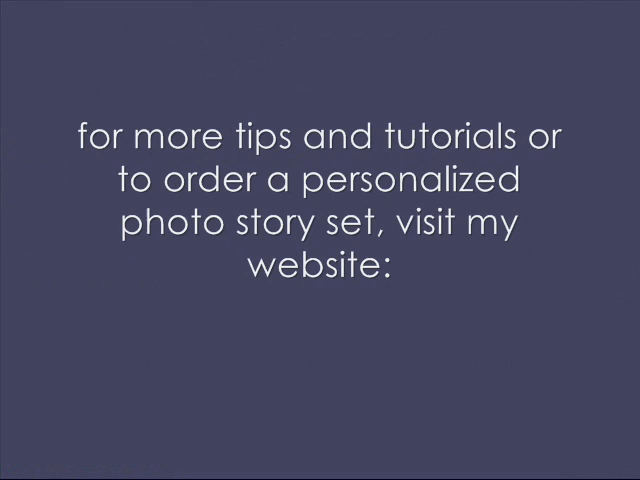 for more tips and tutorials or
to order a personalized
photo story set, visit my
website: